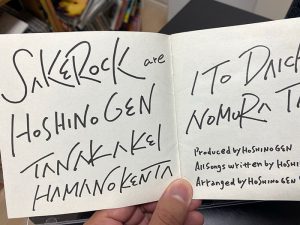 SAKEROCK are
HOSHINO GEN
TANAKA KEI
HAMANO KENTA
ITO DAICH
NOMURA T
Produced by HOSHINO GEN
All Songs written by HOSHI
Arranged by HOSHINO GEN